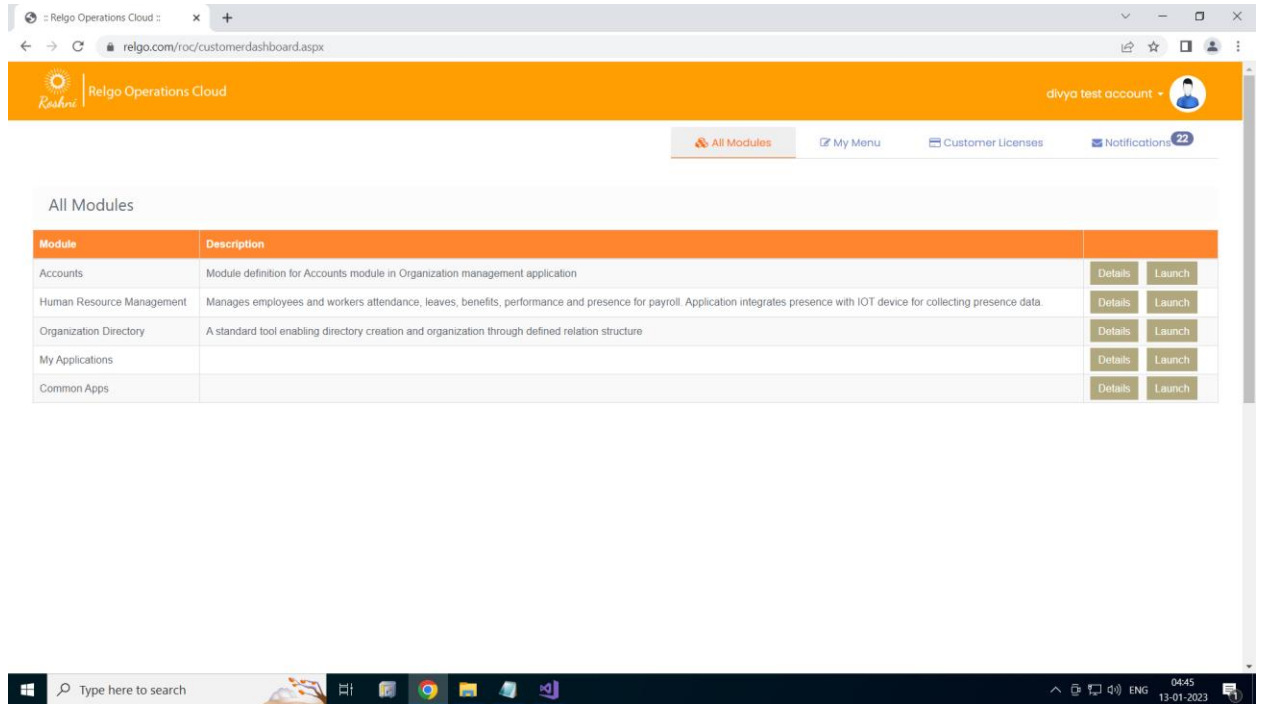 :: Relgo Operations Cloud ::
relgo.com/roc/customerdashboard.aspx
Roshni Relgo Operations Cloud
divya test account
All Modules My Menu Customer Licenses Notifications 22
All Modules
Module Description
Accounts Module definition for Accounts module in Organization management application Details Launch
Human Resource Management Manages employees and workers attendance, leaves, benefits, performance and presence for payroll. Application integrates presence with IOT device for collecting presence data. Details Launch
Organization Directory A standard tool enabling directory creation and organization through defined relation structure Details Launch
My Applications Details Launch
Common Apps Details Launch
Type here to search
ENG
04:45
13-01-2023
1